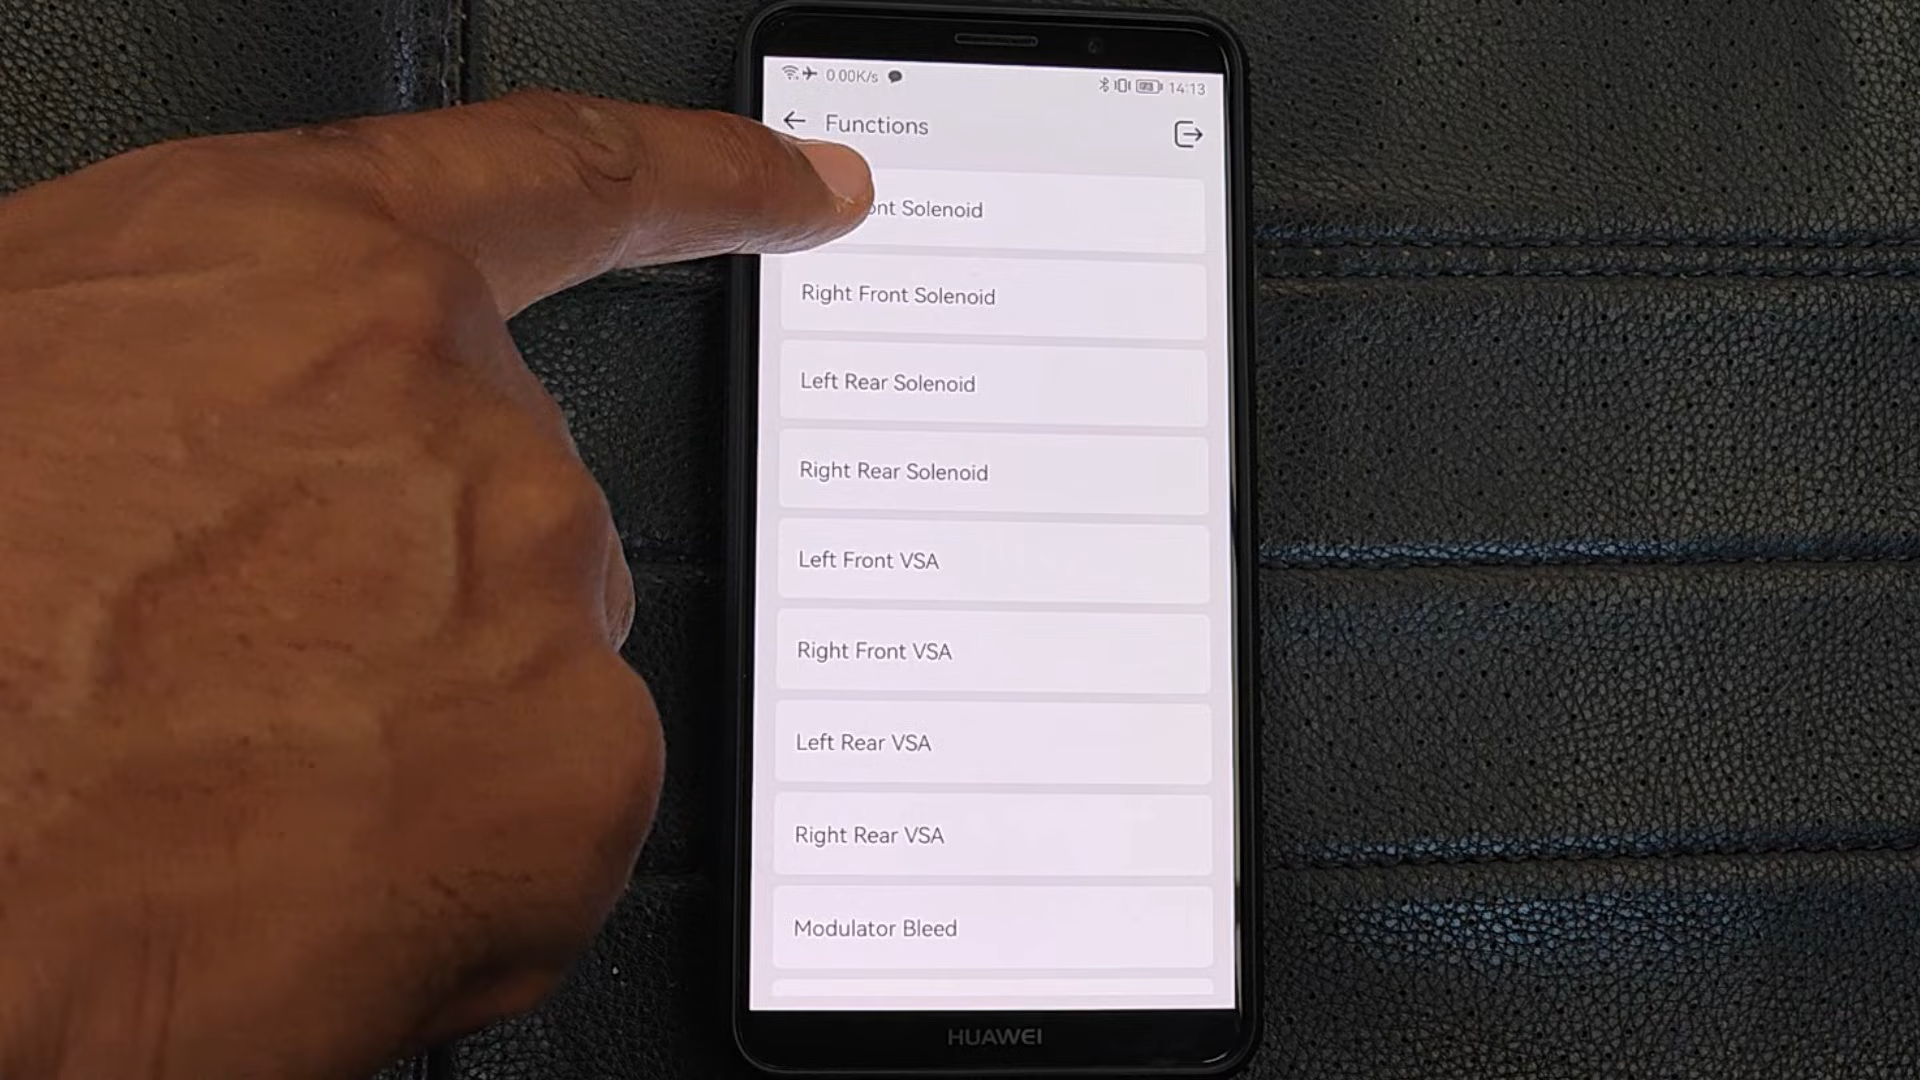 0.00K/s
14:13
Functions
Solenoid
Right Front Solenoid
Left Rear Solenoid
Right Rear Solenoid
Left Front VSA
Right Front VSA
Left Rear VSA
Right Rear VSA
Modulator Bleed
HUAWEI